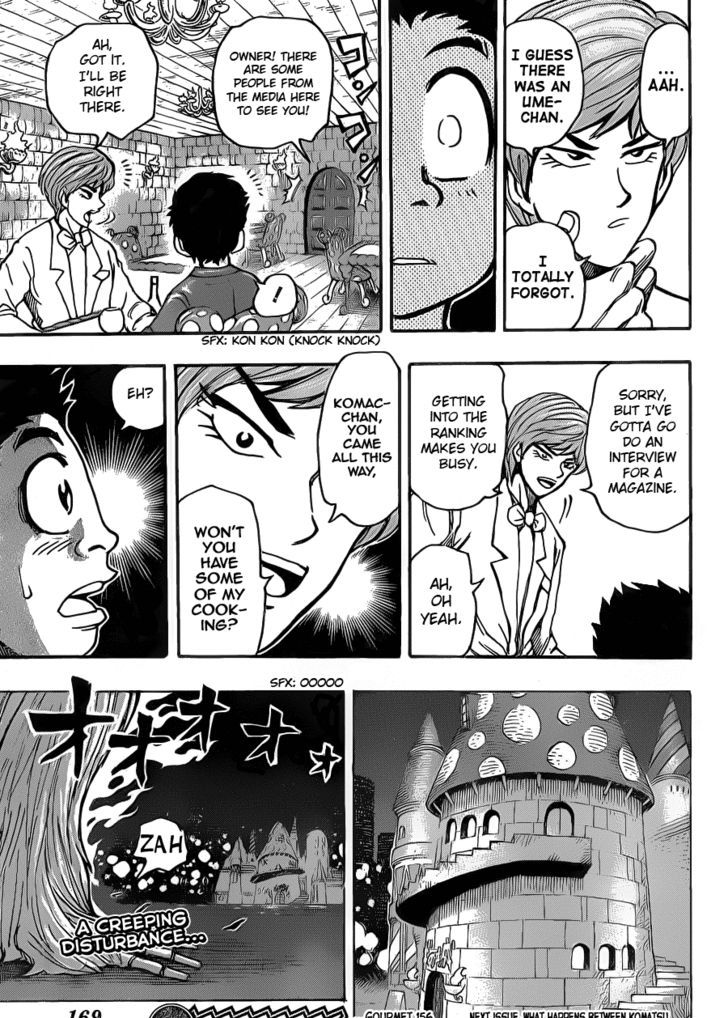 ...
AAH.
I GUESS
THERE
WAS AN
UME-
CHAN.
I
TOTALLY
FORGOT.
OWNER! THERE
ARE SOME
PEOPLE FROM
THE MEDIA HERE
TO SEE YOU!
コンコン
AH,
GOT IT.
I'LL BE
RIGHT
THERE.
!
SFX: KON KON (KNOCK KNOCK)
SORRY,
BUT I'VE
GOTTA GO
DO AN
INTERVIEW
FOR A
MAGAZINE.
GETTING
INTO THE
RANKING
MAKES YOU
BUSY.
AH,
OH
YEAH.
KOMAC-
CHAN,
YOU
CAME
ALL THIS
WAY,
WON'T
YOU
HAVE
SOME
OF MY
COOK-
ING?
EH?
SFX: OOOOO
オオオオォ
ZAH
A CREEPING
DISTURBANCE...
169
GOURMET 156
NEXT ISSUE, WHAT HAPPENS BETWEEN KOMATSU